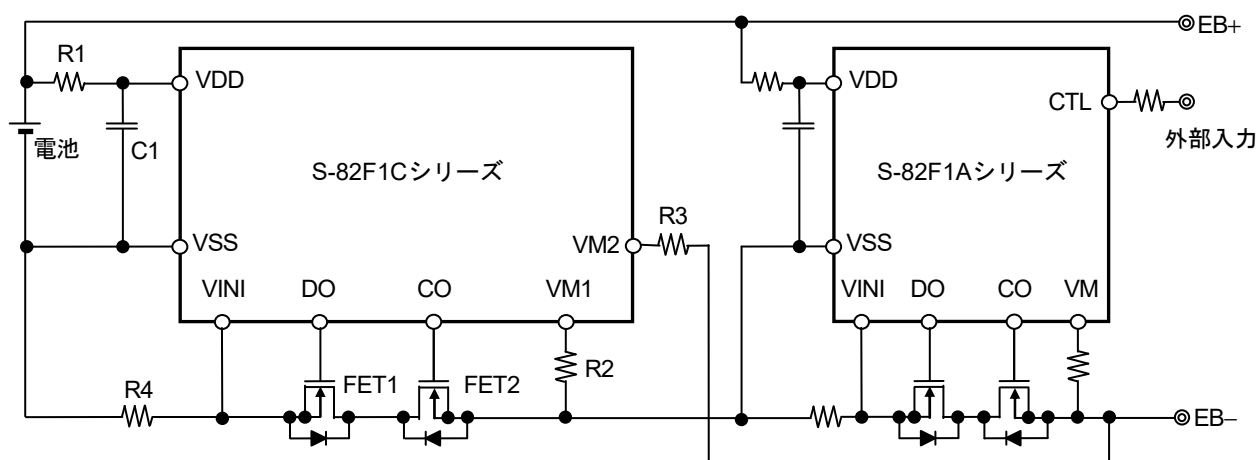 EB+
R1
VDD
VDD
CTL
電池
C1
外部入力
S-82F1Cシリーズ
S-82F1Aシリーズ
R3
VSS
VM2
VSS
VINI
DO
CO
VM1
VINI
DO
CO
VM
R2
R4
FET1
FET2
EB−